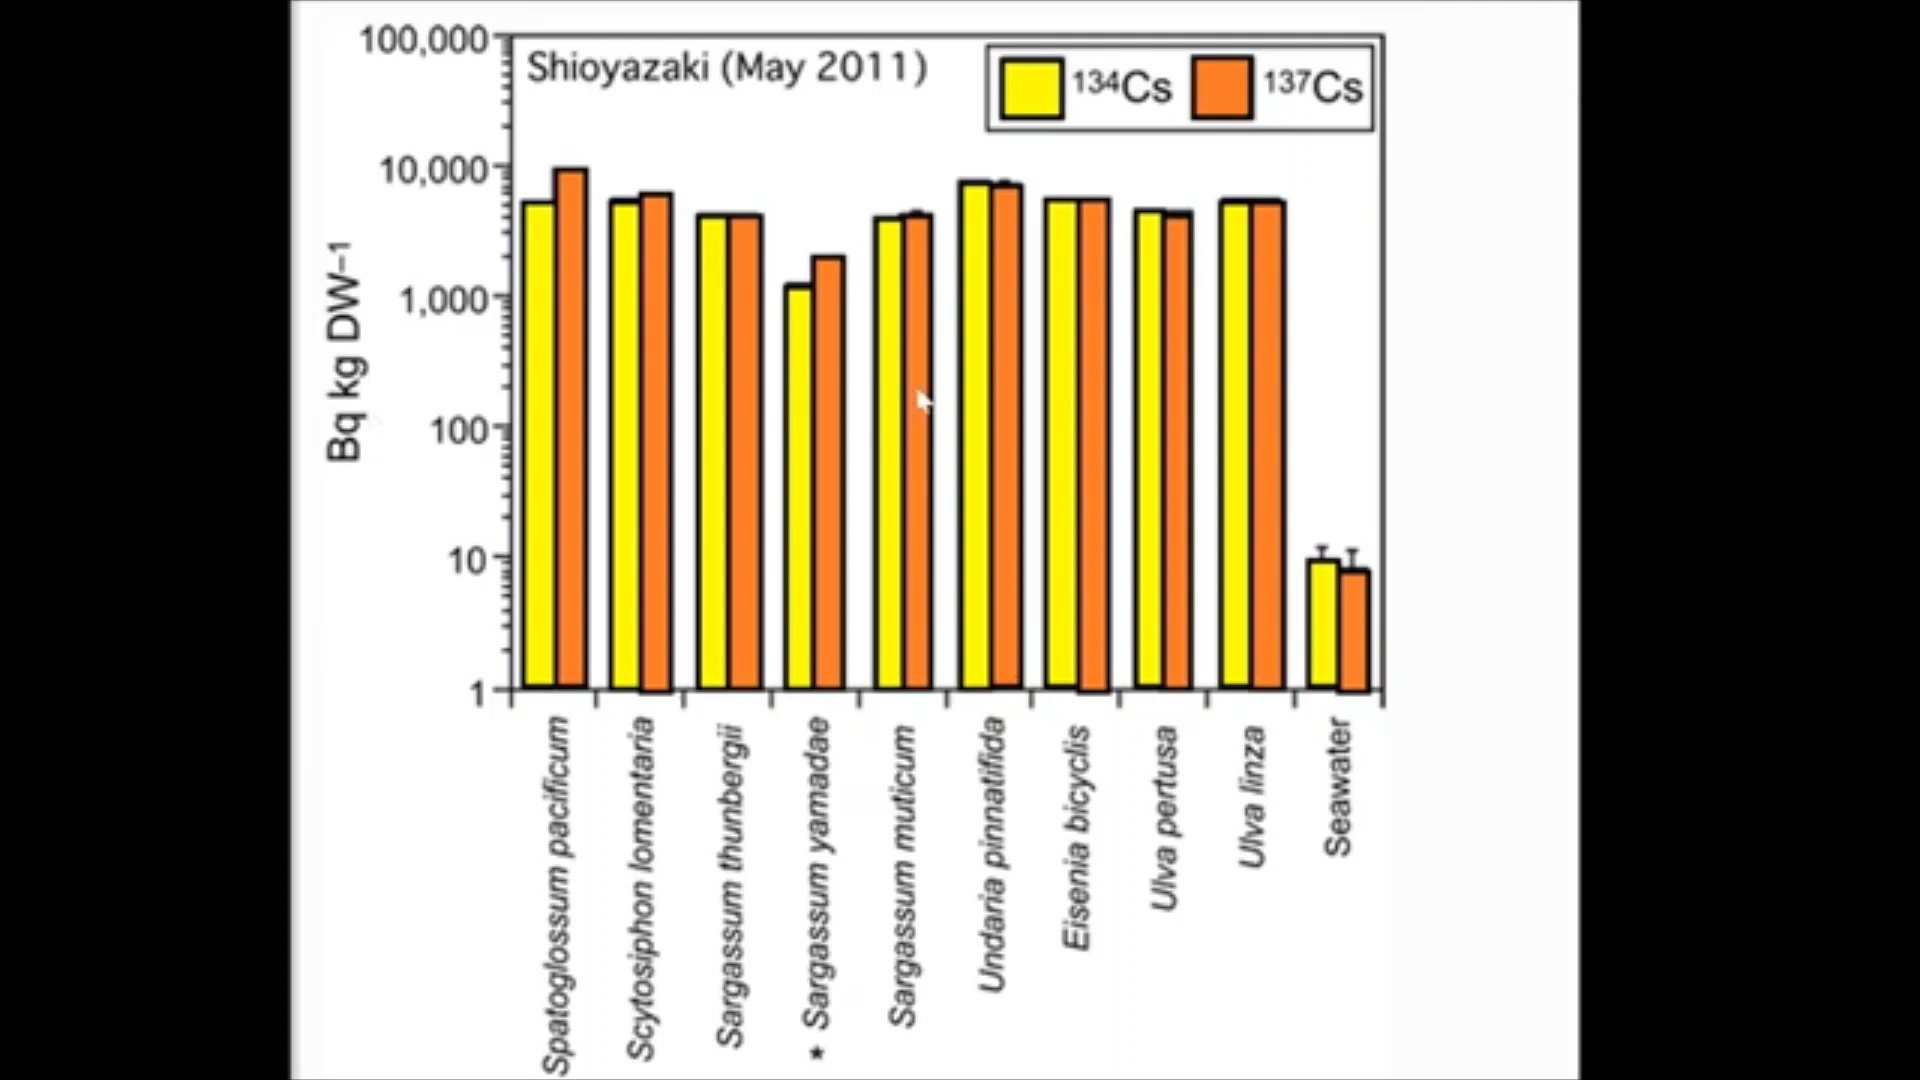 100,000
Shioyazaki (May 2011)
¹³⁴Cs
¹³⁷Cs
10,000
1,000
100
10
1
Bq kg DW⁻¹
Spatoglossum pacificum
Scytosiphon lomentaria
Sargassum thunbergii
* Sargassum yamadae
Sargassum muticum
Undaria pinnatifida
Eisenia bicyclis
Ulva pertusa
Ulva linza
Seawater